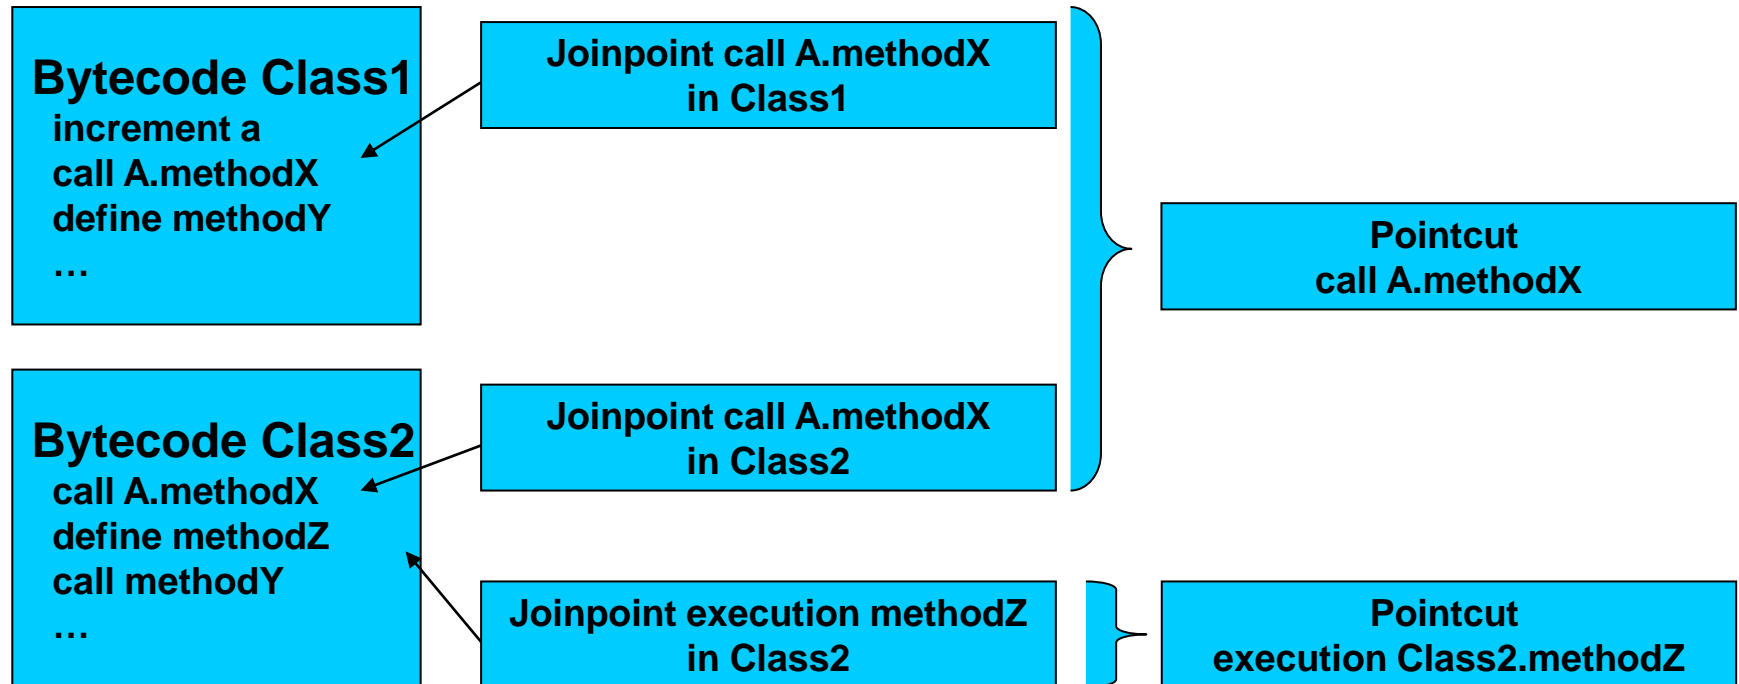 Bytecode Class1
increment a
call A.methodX
define methodY
…
Joinpoint call A.methodX
in Class1
Pointcut
call A.methodX
Bytecode Class2
call A.methodX
define methodZ
call methodY
…
Joinpoint call A.methodX
in Class2
Joinpoint execution methodZ
in Class2
Pointcut
execution Class2.methodZ